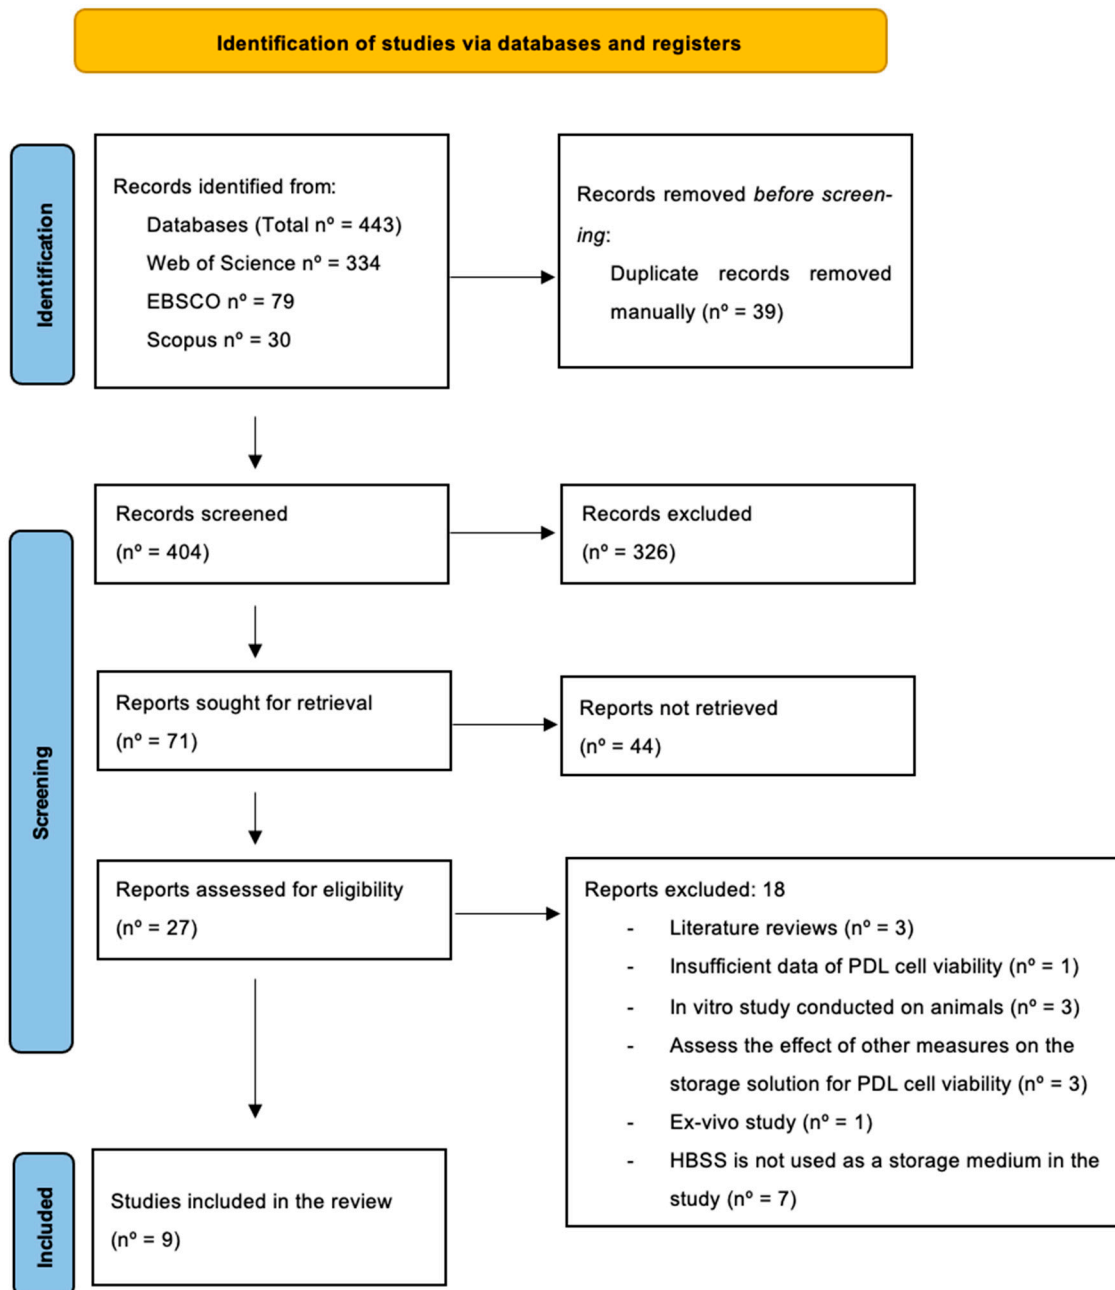 Identification of studies via databases and registers
Identification
Records identified from:
Databases (Total nº = 443)
Web of Science nº = 334
EBSCO nº = 79
Scopus nº = 30
Records removed before screen-
ing:
Duplicate records removed
manually (nº = 39)
Screening
Records screened
(nº = 404)
Records excluded
(nº = 326)
Reports sought for retrieval
(nº = 71)
Reports not retrieved
(nº = 44)
Reports assessed for eligibility
(nº = 27)
Reports excluded: 18
- Literature reviews (nº = 3)
- Insufficient data of PDL cell viability (nº = 1)
- In vitro study conducted on animals (nº = 3)
- Assess the effect of other measures on the
storage solution for PDL cell viability (nº = 3)
- Ex-vivo study (nº = 1)
- HBSS is not used as a storage medium in the
study (nº = 7)
Included
Studies included in the review
(nº = 9)